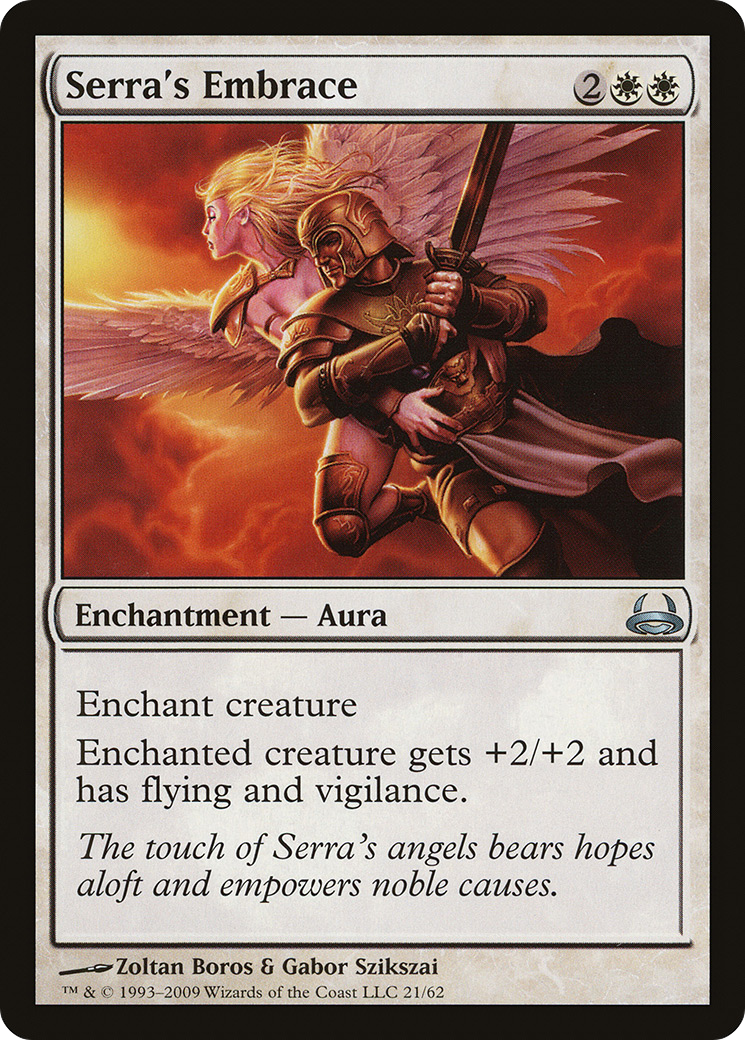 Serra's Embrace 2
Enchantment — Aura
Enchant creature
Enchanted creature gets +2/+2 and
has flying and vigilance.
The touch of Serra's angels bears hopes
aloft and empowers noble causes.
Zoltan Boros & Gabor Szikszai
™ & © 1993–2009 Wizards of the Coast LLC 21/62